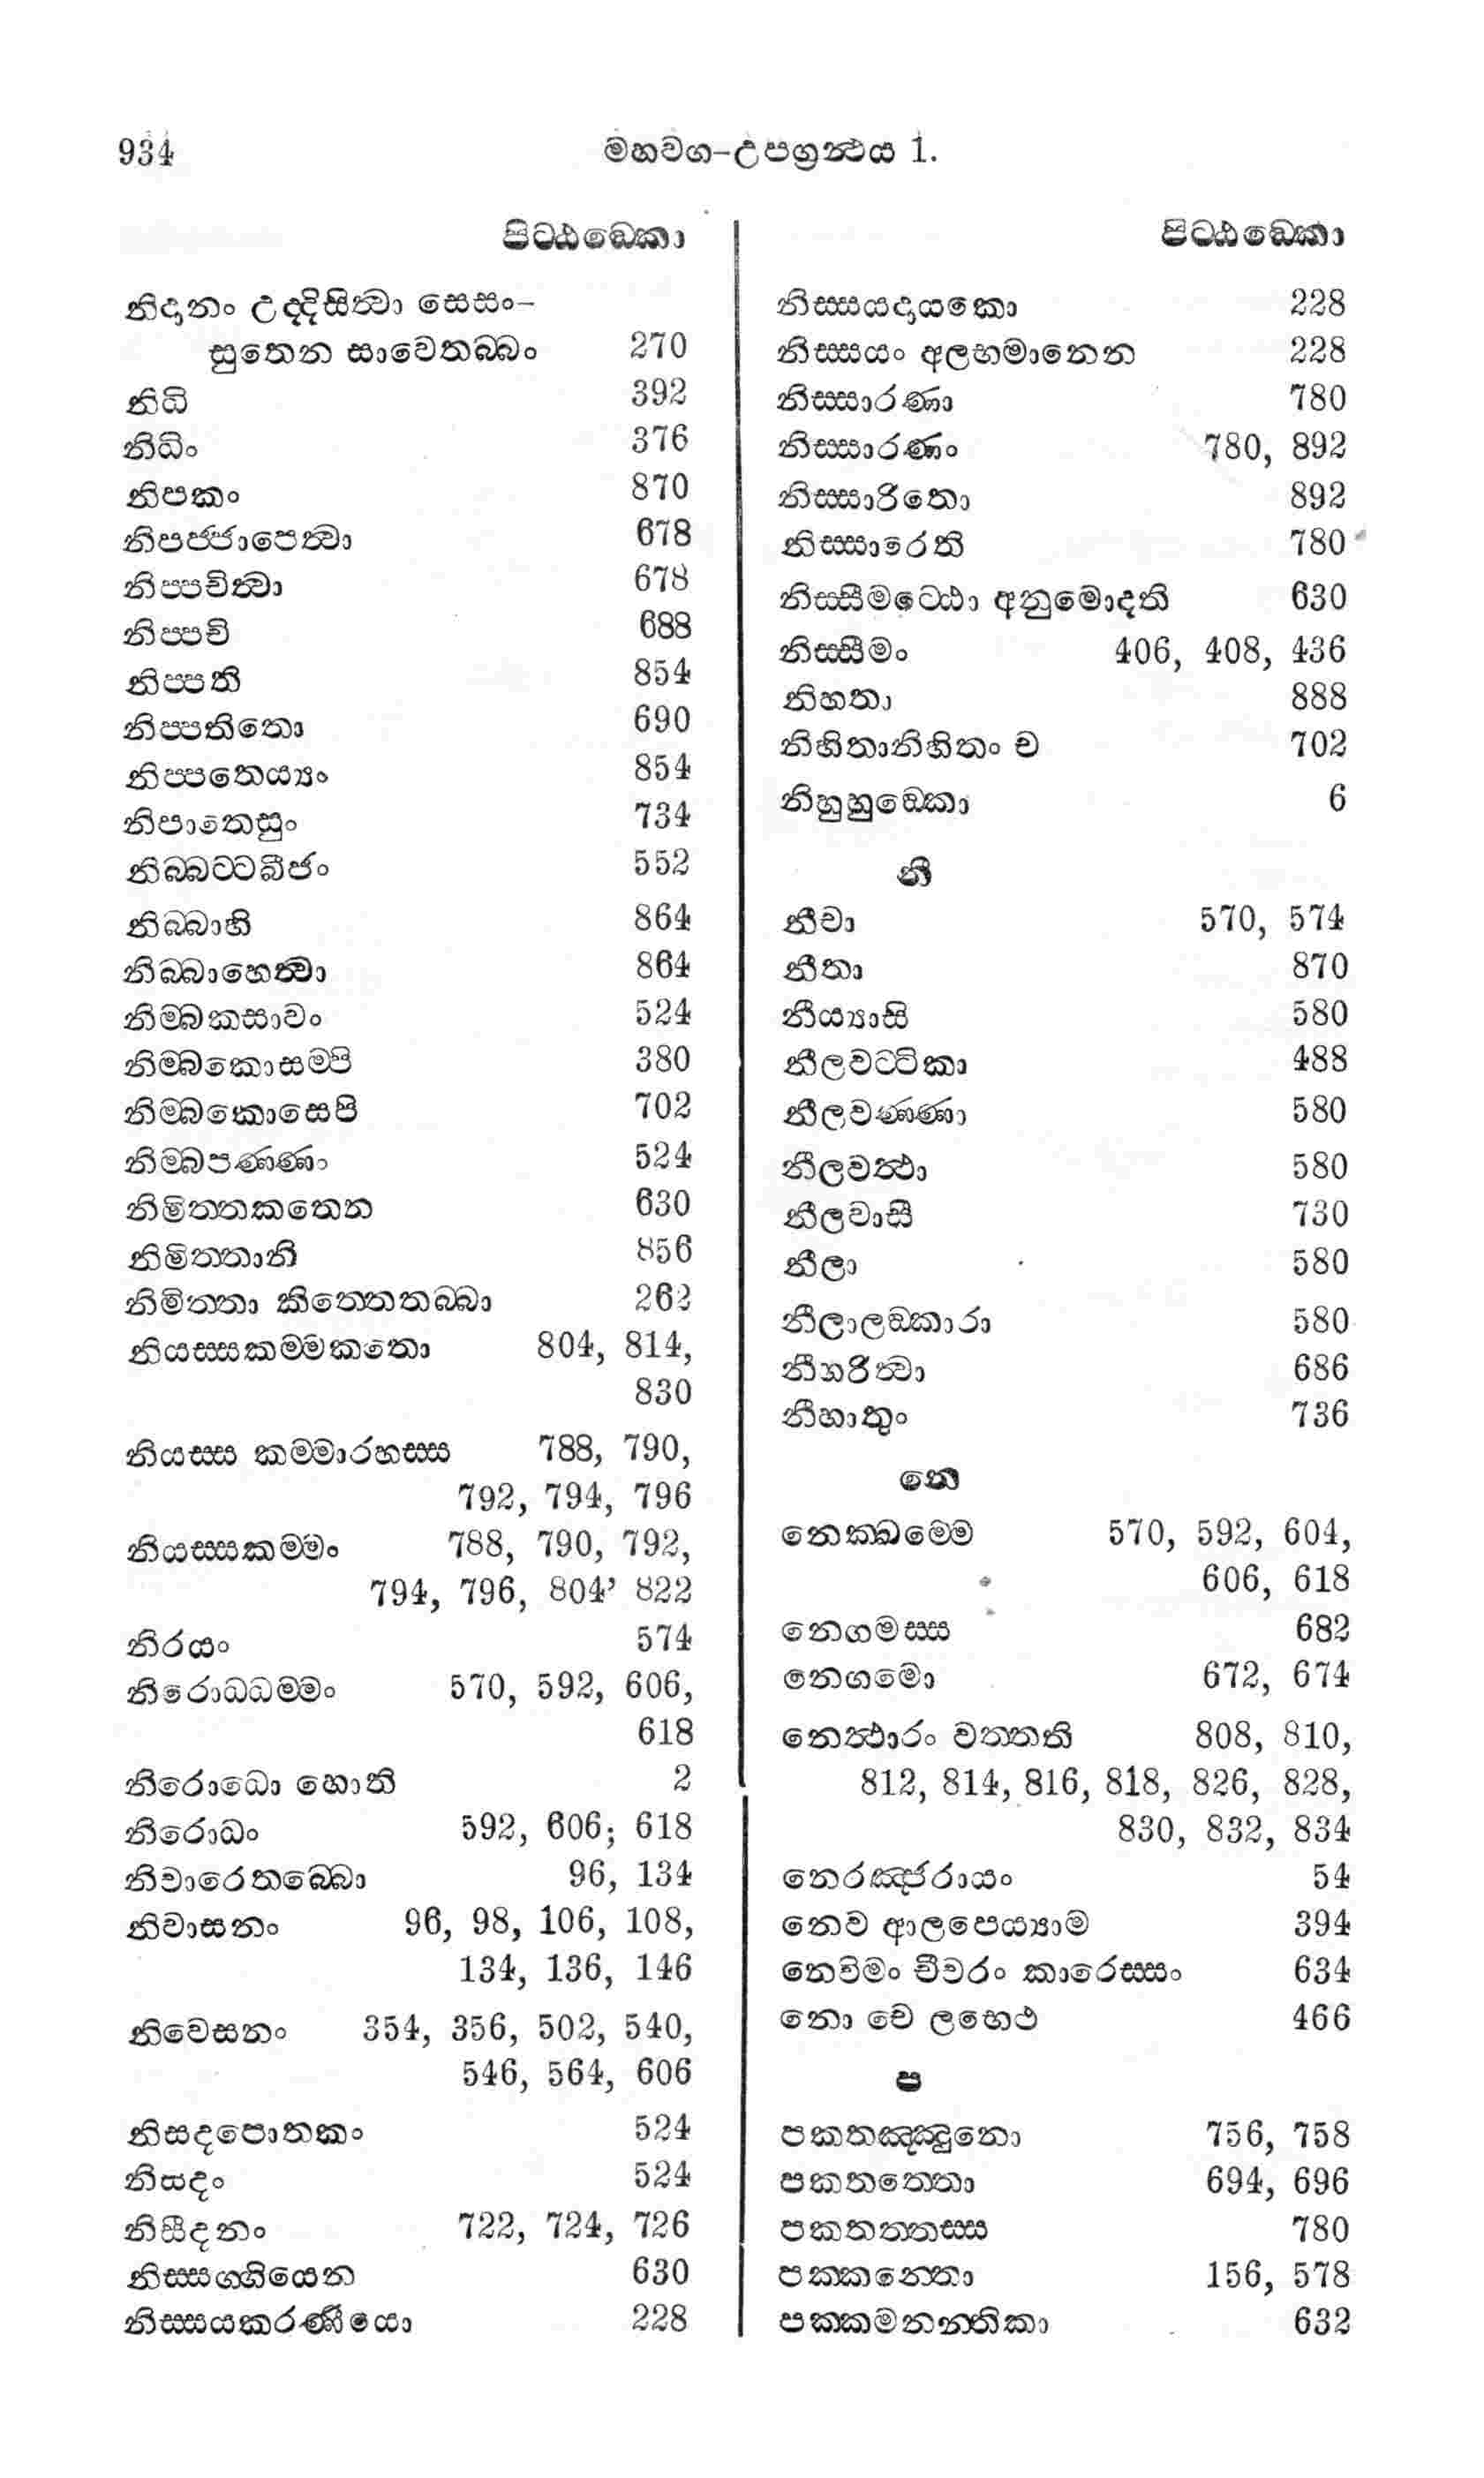 934
මහවග-උපග්‍රන්‍ථය 1.
පිට්ඨඞ්කො
නිදානං උද්දිසිත්‍වා සෙසං-
සුතෙන සාවෙතබ්බං 270
නිධි 392
නිධිං 376
නිපකං 870
නිපජ්ජාපෙත්‍වා 678
නිප්පචිත්‍වා 678
නිප්පචි 688
නිප්පති 854
නිප්පතිතො 690
නිප්පතෙය්‍යං 854
නිපාතෙසුං 734
නිබ්බට්ටබීජං 552
නිබ්බාහි 864
නිබ්බාහෙත්‍වා 864
නිම්බකසාවං 524
නිම්බකොසම්පි 380
නිම්බකොසෙපි 702
නිම්බපණ්ණං 524
නිමිත්තකතෙන 630
නිමිත්තානි 856
නිමිත්තා කිත්තෙතබ්බා 262
නියස්සකම්මකතො 804, 814,
830
නියස්ස කම්මාරහස්ස 788, 790,
792, 794, 796
නියස්සකම්මං 788, 790, 792,
794, 796, 804’ 822
නිරයං 574
නිරොධධම්මං 570, 592, 606,
618
නිරොධො හොති 2
නිරොධං 592, 606; 618
නිවාරෙතබ්බො 96, 134
නිවාසනං 96, 98, 106, 108,
134, 136, 146
නිවෙසනං 354, 356, 502, 540,
546, 564, 606
නිසදපොතකං 524
නිසදං 524
නිසීදනං 722, 724, 726
නිස්සග්ගියෙන 630
නිස්සයකරණීයො 228
පිට්ඨඞ්කො
නිස්සයදායකො 228
නිස්සයං අලභමානෙන 228
නිස්සාරණා 780
නිස්සාරණං 780, 892
නිස්සාරිතො 892
නිස්සාරෙති 780
නිස්සීමට්ඨො අනුමොදති 630
නිස්සීමං 406, 408, 436
නිහතා 888
නිහිතානිහිතං ච 702
නිහුහුඞ්කො 6
නී
නීචා 570, 574
නීතා 870
නීය්‍යාසි 580
නීලවට්ටිකා 488
නීලවණ්ණා 580
නීලවත්‍ථා 580
නීලවාසී 730
නීලා 580
නීලාලඞ්කාරා 580
නීහරිත්‍වා 686
නීහාතුං 736
නෙ
නෙක්ඛම්මෙ 570, 592, 604,
606, 618
නෙගමස්ස 682
නෙගමො 672, 674
නෙත්‍ථාරං වත්තති 808, 810,
812, 814, 816, 818, 826, 828,
830, 832, 834
නෙරඤ්ජරායං 54
නෙව ආලපෙය්‍යාම 394
නෙව්මං චීවරං කාරෙස්සං 634
නො චෙ ලභෙථ 466
ප
පකතඤ්ඤුනො 756, 758
පකතත්තො 694, 696
පකතත්තස්ස 780
පක්කන්තො 156, 578
පක්කමනන්තිකා 632